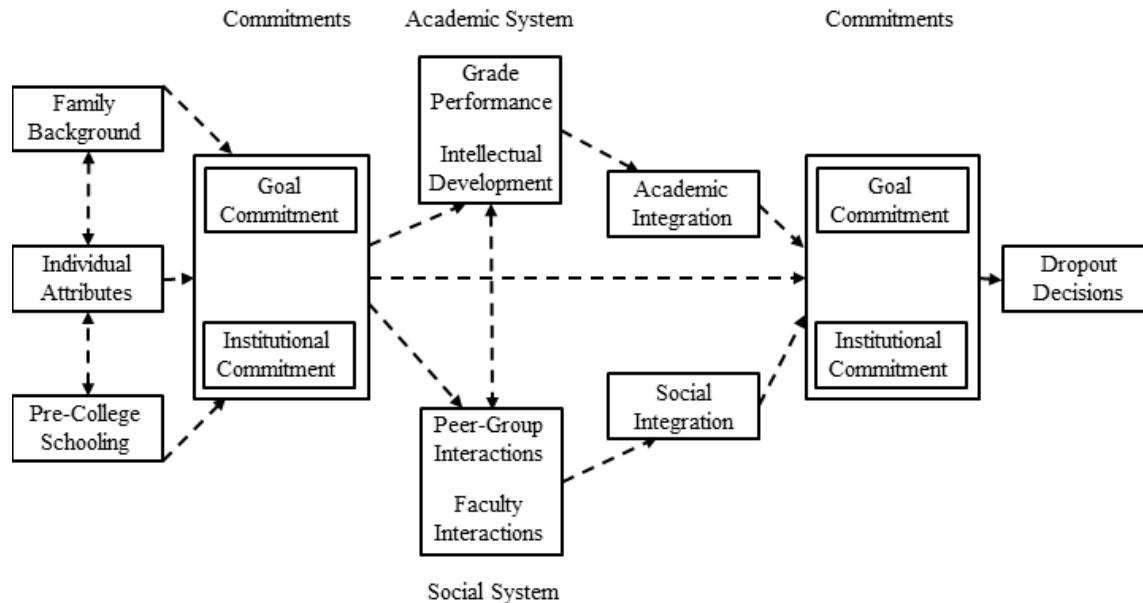 Commitments
Academic System
Commitments
Family
Background
Individual
Attributes
Pre-College
Schooling
Goal
Commitment
Institutional
Commitment
Grade
Performance
Intellectual
Development
Peer-Group
Interactions
Faculty
Interactions
Social System
Academic
Integration
Social
Integration
Goal
Commitment
Institutional
Commitment
Dropout
Decisions